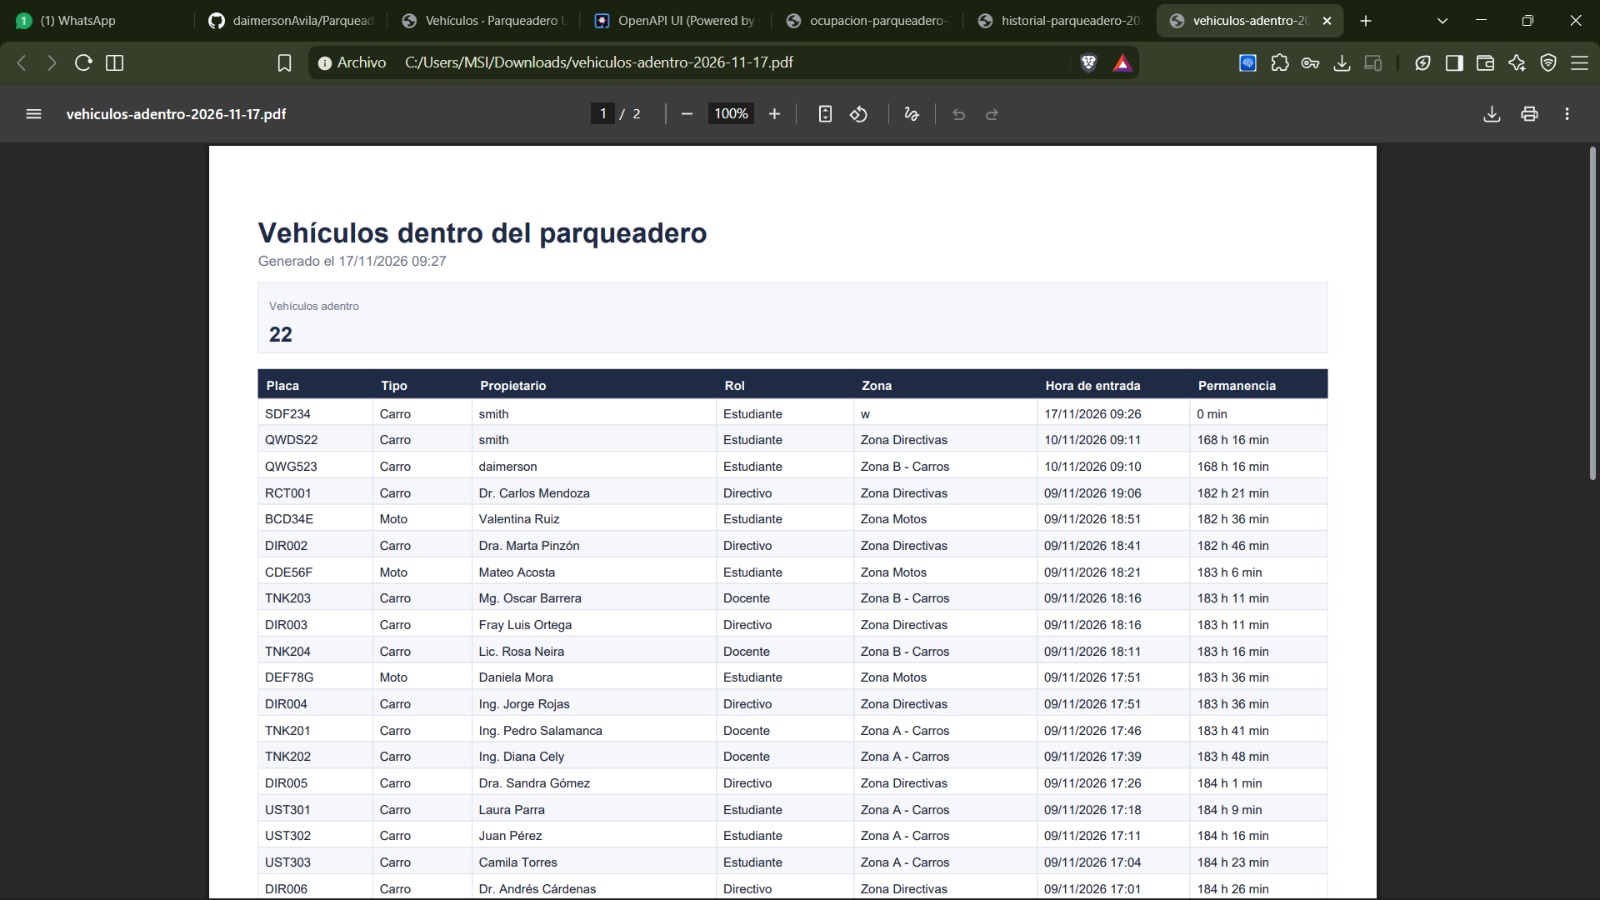 (1) WhatsApp
daimersonAvila/Parquead
Vehículos · Parqueadero U
OpenAPI UI (Powered by
ocupacion-parqueadero-
historial-parqueadero-20
vehiculos-adentro-20
Archivo C:/Users/MSI/Downloads/vehiculos-adentro-2026-11-17.pdf
vehiculos-adentro-2026-11-17.pdf
1 / 2
100%
Vehículos dentro del parqueadero
Generado el 17/11/2026 09:27
Vehículos adentro
22
Placa Tipo Propietario Rol Zona Hora de entrada Permanencia
SDF234 Carro smith Estudiante w 17/11/2026 09:26 0 min
QWDS22 Carro smith Estudiante Zona Directivas 10/11/2026 09:11 168 h 16 min
QWG523 Carro daimerson Estudiante Zona B - Carros 10/11/2026 09:10 168 h 16 min
RCT001 Carro Dr. Carlos Mendoza Directivo Zona Directivas 09/11/2026 19:06 182 h 21 min
BCD34E Moto Valentina Ruiz Estudiante Zona Motos 09/11/2026 18:51 182 h 36 min
DIR002 Carro Dra. Marta Pinzón Directivo Zona Directivas 09/11/2026 18:41 182 h 46 min
CDE56F Moto Mateo Acosta Estudiante Zona Motos 09/11/2026 18:21 183 h 6 min
TNK203 Carro Mg. Oscar Barrera Docente Zona B - Carros 09/11/2026 18:16 183 h 11 min
DIR003 Carro Fray Luis Ortega Directivo Zona Directivas 09/11/2026 18:16 183 h 11 min
TNK204 Carro Lic. Rosa Neira Docente Zona B - Carros 09/11/2026 18:11 183 h 16 min
DEF78G Moto Daniela Mora Estudiante Zona Motos 09/11/2026 17:51 183 h 36 min
DIR004 Carro Ing. Jorge Rojas Directivo Zona Directivas 09/11/2026 17:51 183 h 36 min
TNK201 Carro Ing. Pedro Salamanca Docente Zona A - Carros 09/11/2026 17:46 183 h 41 min
TNK202 Carro Ing. Diana Cely Docente Zona A - Carros 09/11/2026 17:39 183 h 48 min
DIR005 Carro Dra. Sandra Gómez Directivo Zona Directivas 09/11/2026 17:26 184 h 1 min
UST301 Carro Laura Parra Estudiante Zona A - Carros 09/11/2026 17:18 184 h 9 min
UST302 Carro Juan Pérez Estudiante Zona A - Carros 09/11/2026 17:11 184 h 16 min
UST303 Carro Camila Torres Estudiante Zona A - Carros 09/11/2026 17:04 184 h 23 min
DIR006 Carro Dr. Andrés Cárdenas Directivo Zona Directivas 09/11/2026 17:01 184 h 26 min